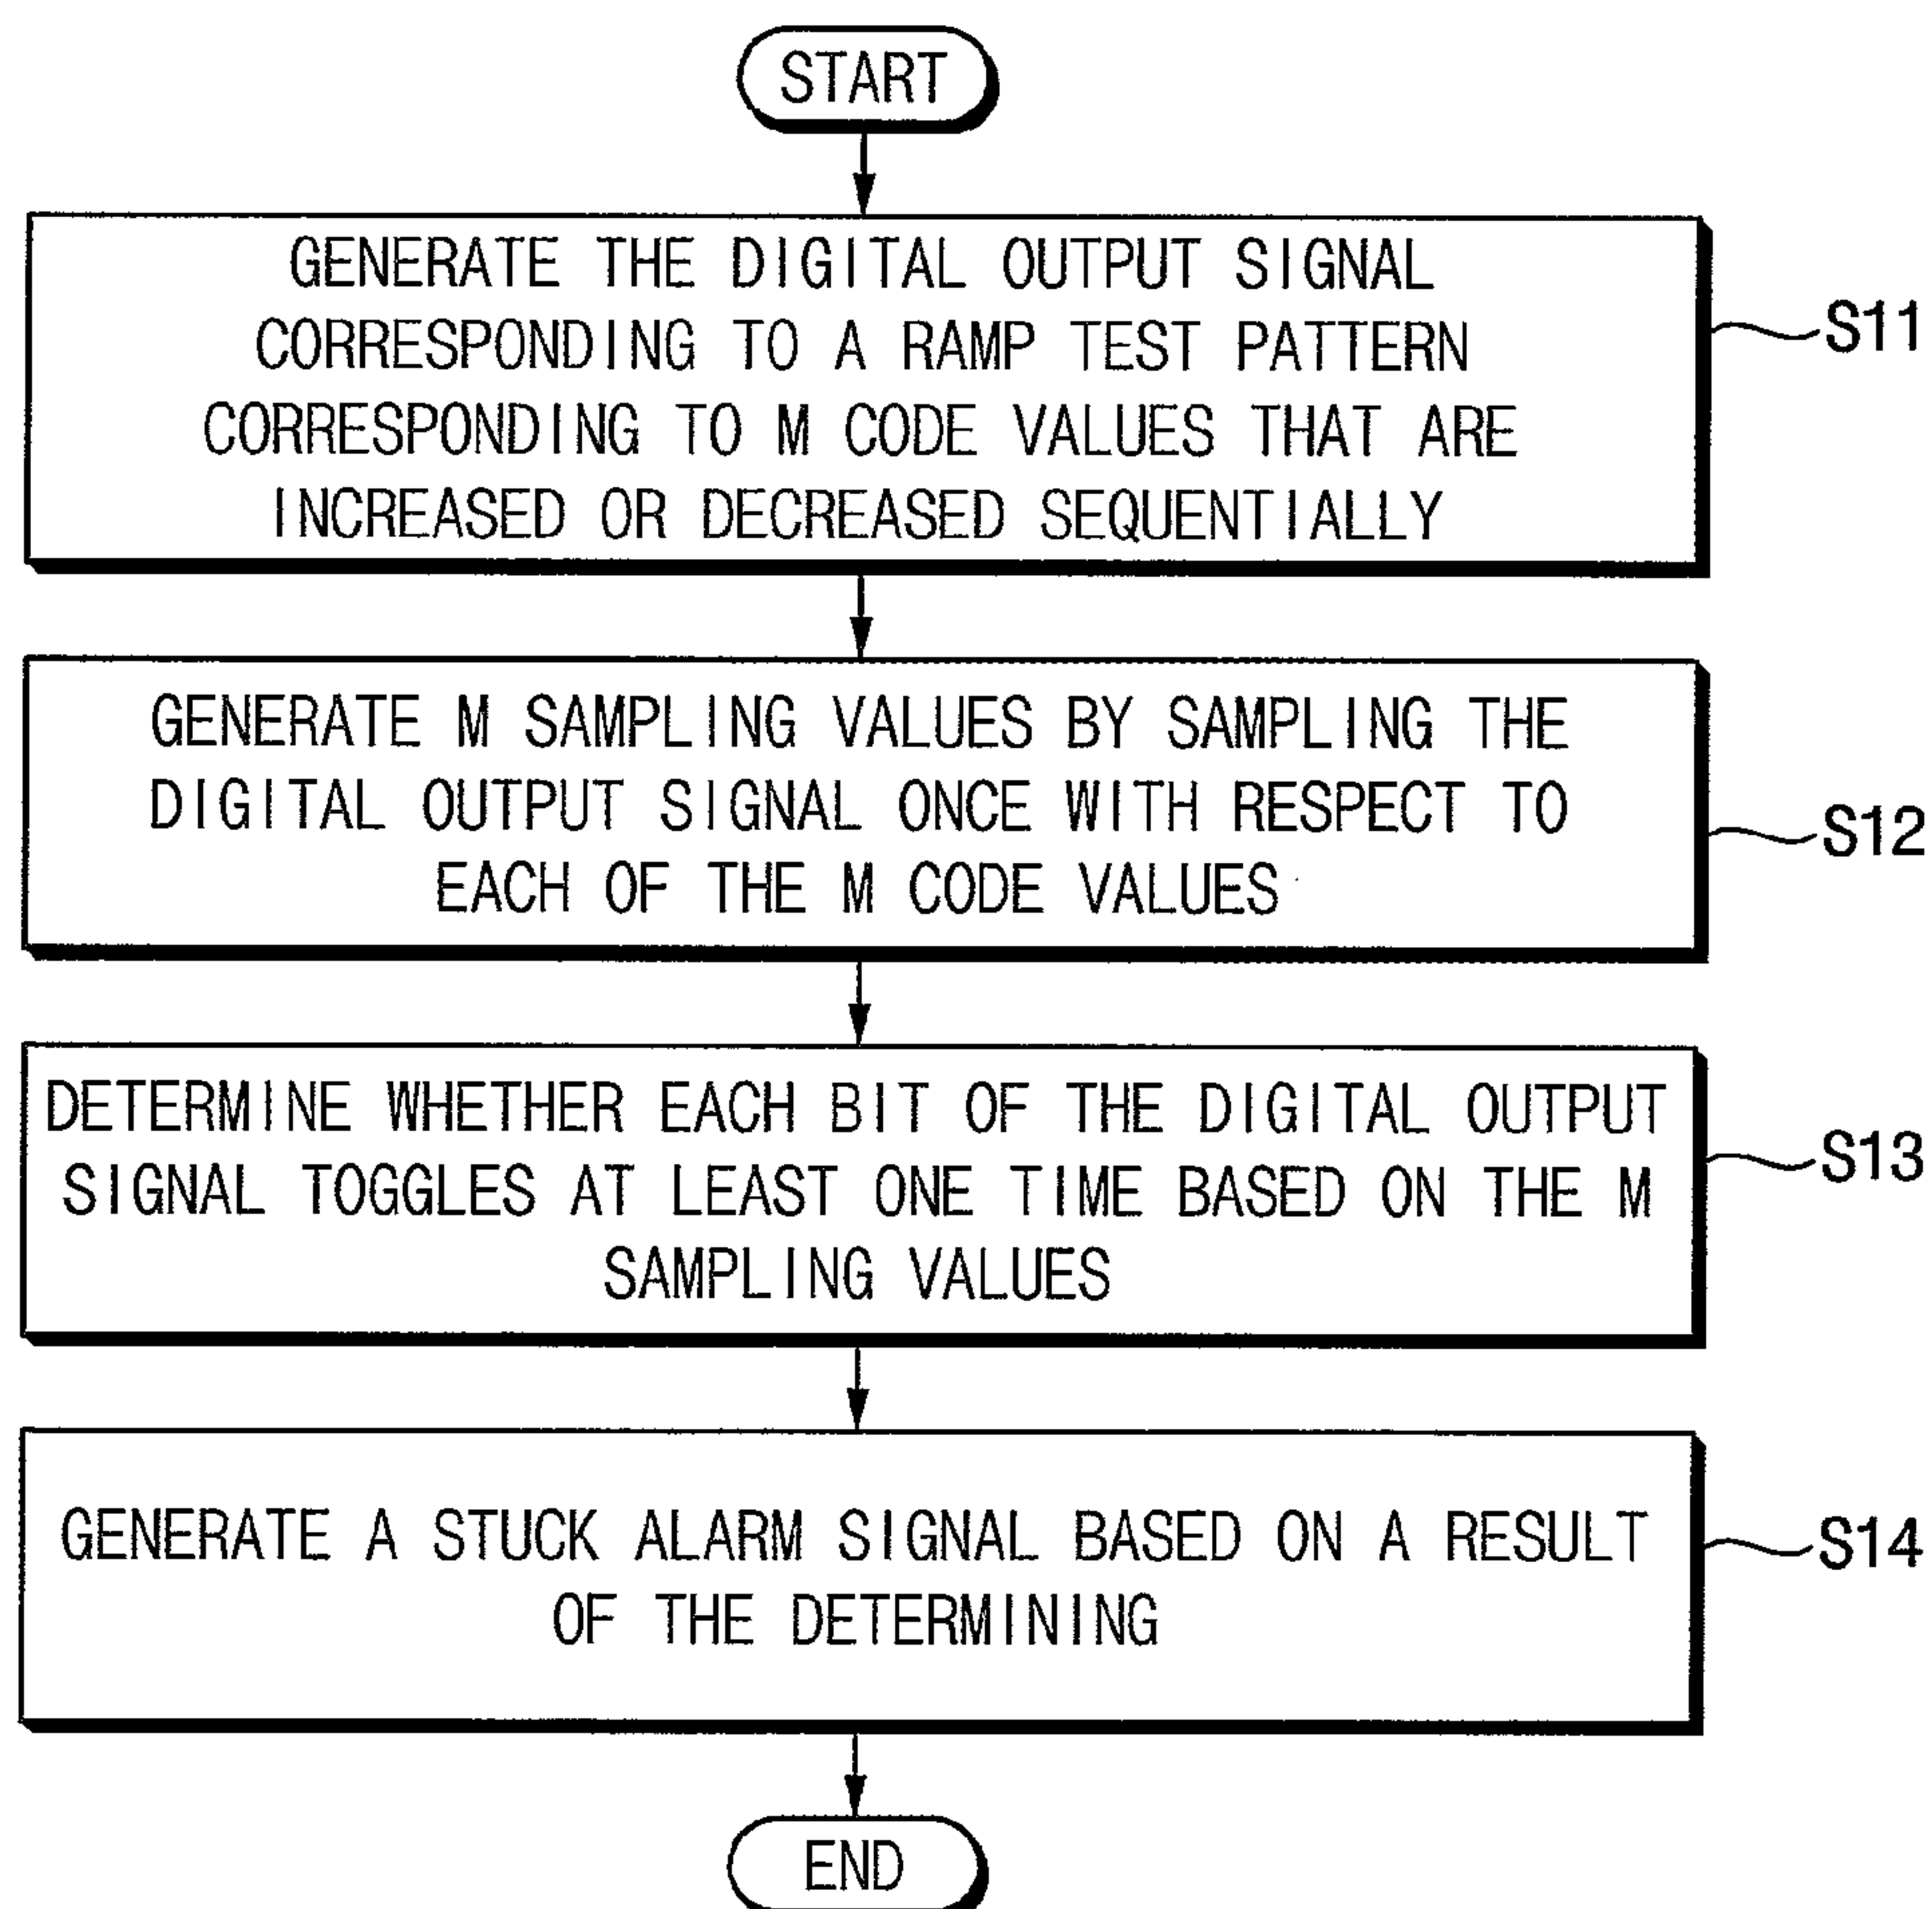 START
GENERATE THE DIGITAL OUTPUT SIGNAL
CORRESPONDING TO A RAMP TEST PATTERN
CORRESPONDING TO M CODE VALUES THAT ARE
INCREASED OR DECREASED SEQUENTIALLY
S11
GENERATE M SAMPLING VALUES BY SAMPLING THE
DIGITAL OUTPUT SIGNAL ONCE WITH RESPECT TO
EACH OF THE M CODE VALUES
S12
DETERMINE WHETHER EACH BIT OF THE DIGITAL OUTPUT
SIGNAL TOGGLES AT LEAST ONE TIME BASED ON THE M
SAMPLING VALUES
S13
GENERATE A STUCK ALARM SIGNAL BASED ON A RESULT
OF THE DETERMINING
S14
END